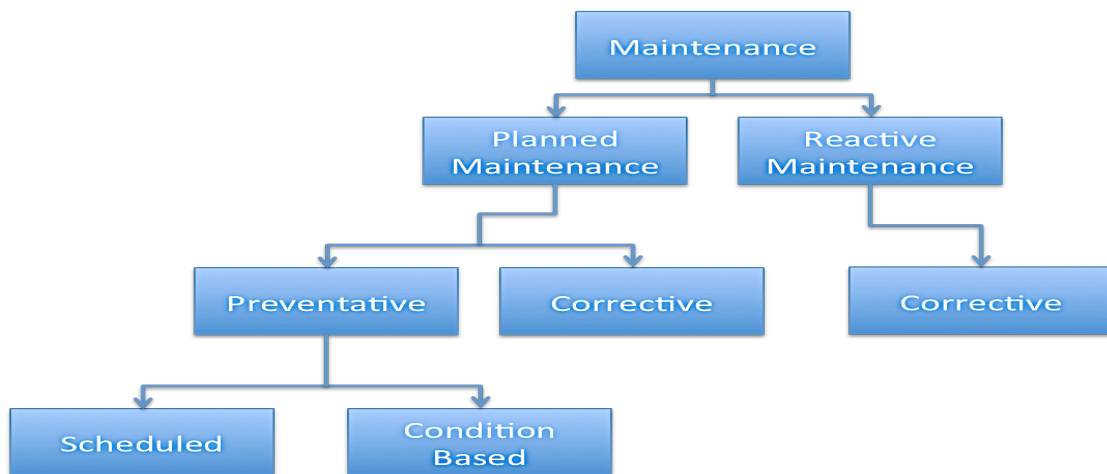 Maintenance
Planned
Maintenance
Reactive
Maintenance
Preventative
Corrective
Corrective
Scheduled
Condition
Based